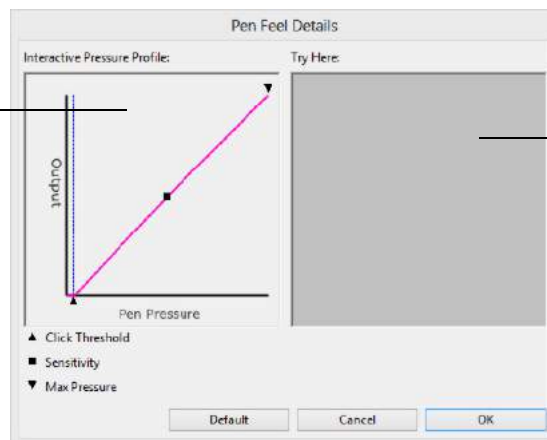 Pen Feel Details
Interactive Pressure Profile:
Try Here:
Output
Pen Pressure
▲ Click Threshold
■ Sensitivity
▼ Max Pressure
Default
Cancel
OK